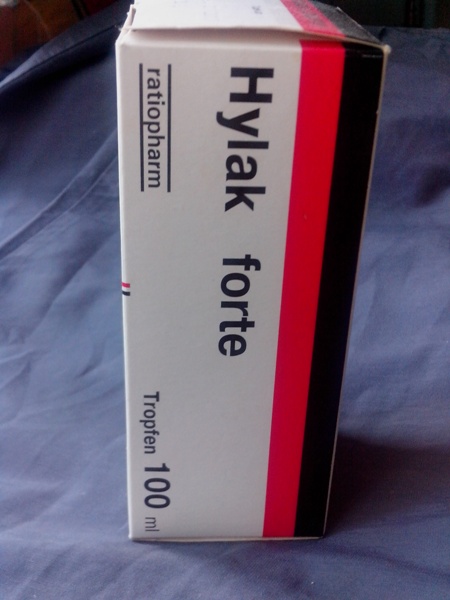 Hylak forte
ratiopharm
Tropfen 100 ml